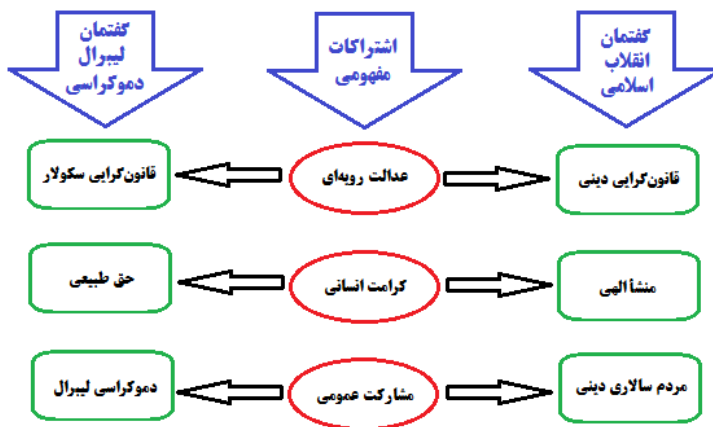 گفتمان
انقلاب
اسلامی
اشتراکات
مفهومی
گفتمان
لیبرال
دموکراسی
قانون‌گرایی دینی
عدالت رویه‌ای
قانون‌گرایی سکولار
منشأ الهی
کرامت انسانی
حق طبیعی
مردم سالاری دینی
مشارکت عمومی
دموکراسی لیبرال